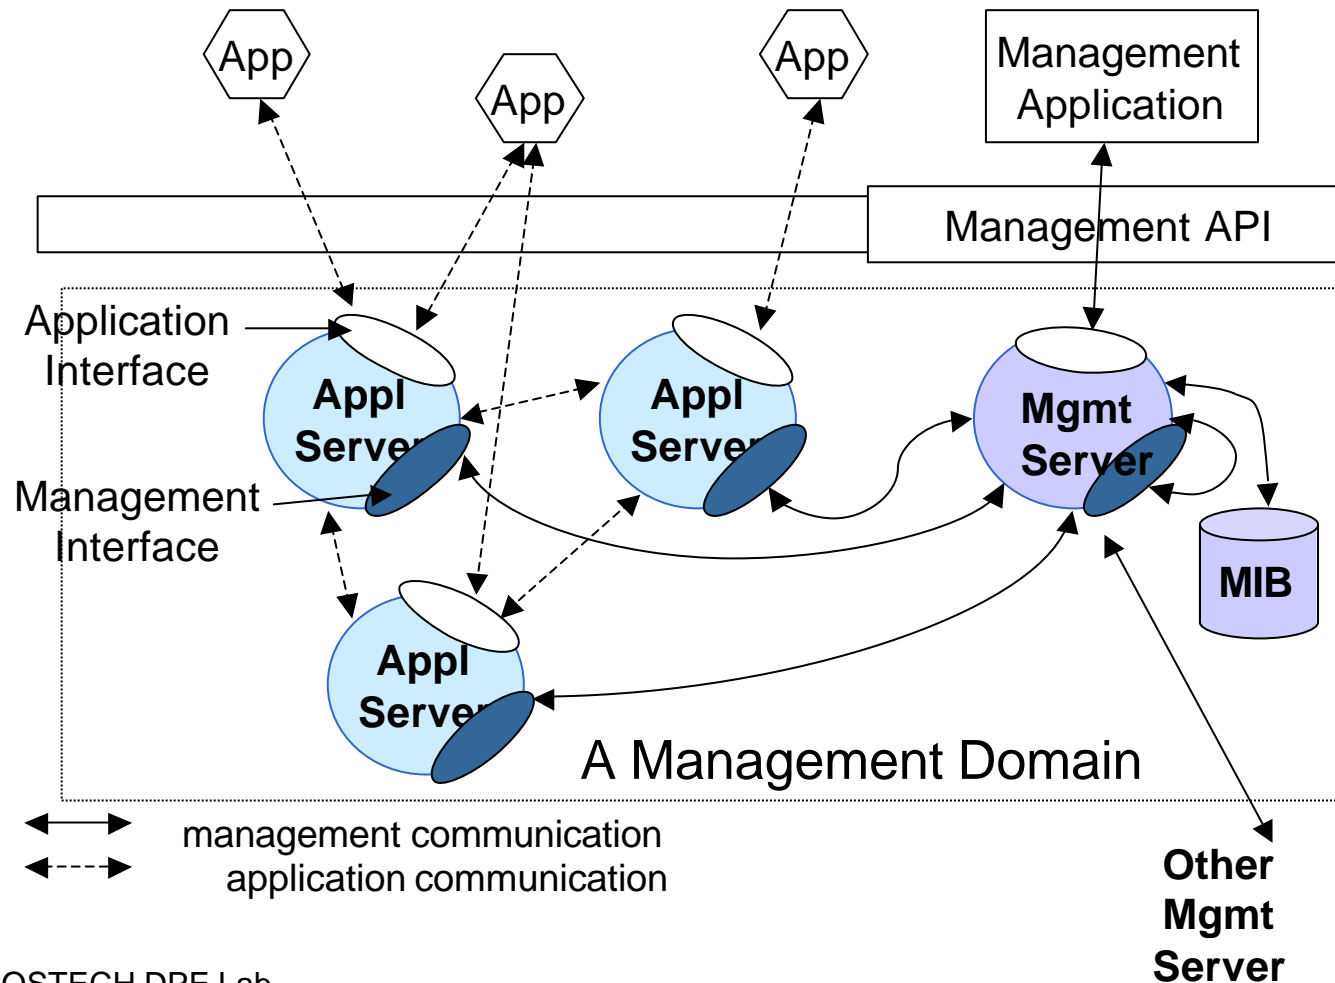 App
App
App
Management
Application
Management API
Application
Interface
Appl
Server
Appl
Server
Mgmt
Server
Management
Interface
MIB
Appl
Server
A Management Domain
management communication
application communication
Other
Mgmt
Server
Lab